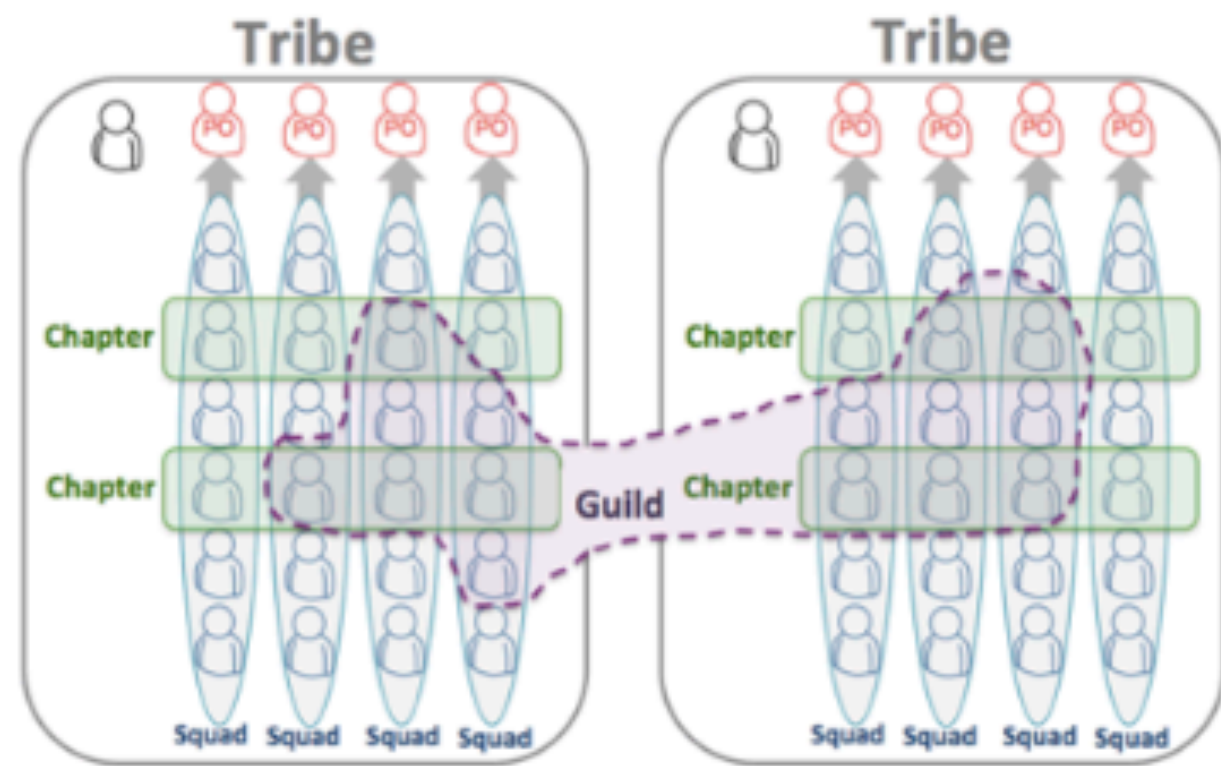 Tribe Tribe
PO PO PO PO PO PO PO PO
Chapter Chapter
Chapter Guild Chapter
Squad Squad Squad Squad Squad Squad Squad Squad